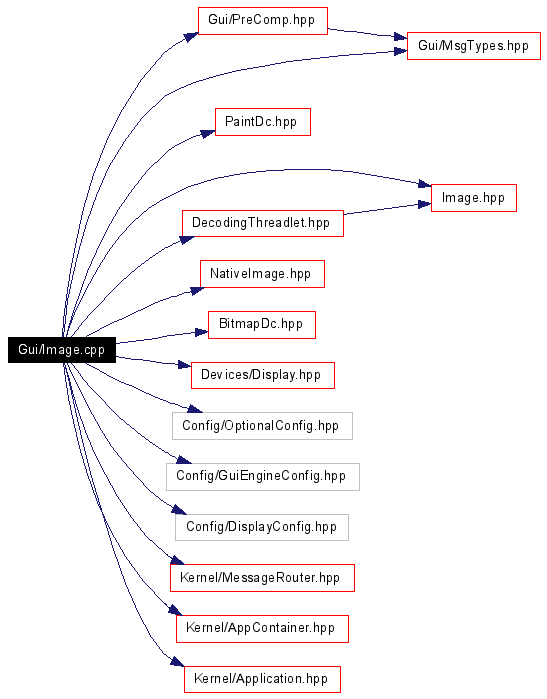 Gui/PreComp.hpp
Gui/MsgTypes.hpp
PaintDc.hpp
Image.hpp
DecodingThreadlet.hpp
NativeImage.hpp
BitmapDc.hpp
Gui/Image.cpp
Devices/Display.hpp
Config/OptionalConfig.hpp
Config/GuiEngineConfig.hpp
Config/DisplayConfig.hpp
Kernel/MessageRouter.hpp
Kernel/AppContainer.hpp
Kernel/Application.hpp